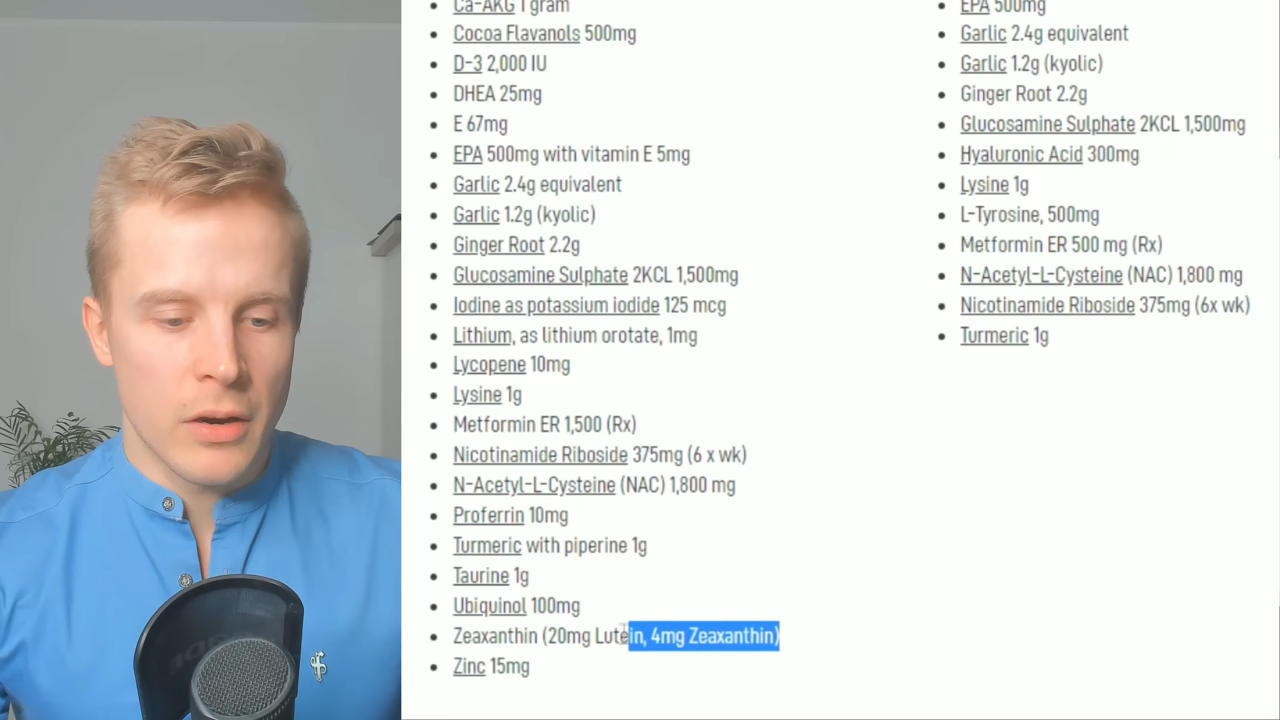 Ca-AKG 1 gram
Cocoa Flavanols 500mg
D-3 2,000 IU
DHEA 25mg
E 67mg
EPA 500mg with vitamin E 5mg
Garlic 2.4g equivalent
Garlic 1.2g (kyolic)
Ginger Root 2.2g
Glucosamine Sulphate 2KCL 1,500mg
Iodine as potassium iodide 125 mcg
Lithium, as lithium orotate, 1mg
Lycopene 10mg
Lysine 1g
Metformin ER 1,500 (Rx)
Nicotinamide Riboside 375mg (6 x wk)
N-Acetyl-L-Cysteine (NAC) 1,800 mg
Proferrin 10mg
Turmeric with piperine 1g
Taurine 1g
Ubiquinol 100mg
Zeaxanthin (20mg Lutein, 4mg Zeaxanthin)
Zinc 15mg
EPA 500mg
Garlic 2.4g equivalent
Garlic 1.2g (kyolic)
Ginger Root 2.2g
Glucosamine Sulphate 2KCL 1,500mg
Hyaluronic Acid 300mg
Lysine 1g
L-Tyrosine, 500mg
Metformin ER 500 mg (Rx)
N-Acetyl-L-Cysteine (NAC) 1,800 mg
Nicotinamide Riboside 375mg (6x wk)
Turmeric 1g